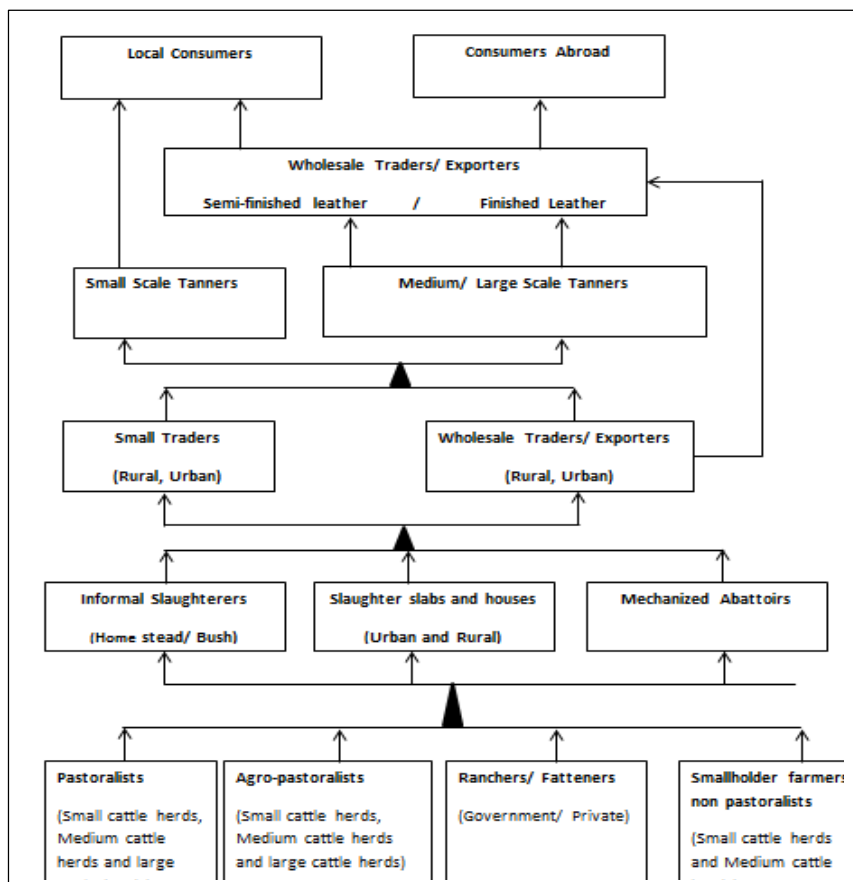 Local Consumers
Consumers Abroad
Wholesale Traders/ Exporters
Semi-finished leather / Finished Leather
Small Scale Tanners
Medium/ Large Scale Tanners
Small Traders
(Rural, Urban)
Wholesale Traders/ Exporters
(Rural, Urban)
Informal Slaughterers
(Home stead/ Bush)
Slaughter slabs and houses
(Urban and Rural)
Mechanized Abattoirs
Pastoralists
(Small cattle herds,
Medium cattle
herds and large
Agro-pastoralists
(Small cattle herds,
Medium cattle herds
and large cattle herds)
Ranchers/ Fatteners
(Government/ Private)
Smallholder farmers
non pastoralists
(Small cattle herds
and Medium cattle